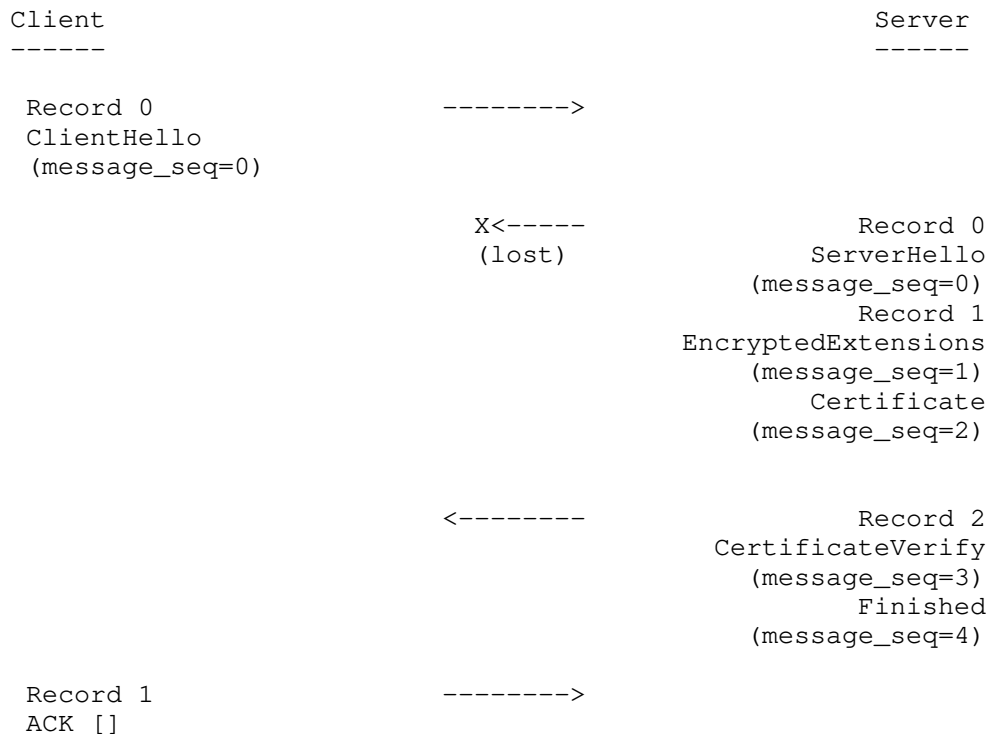 Client Server
------ ------
Record 0 -------->
ClientHello
(message_seq=0)
X<----- Record 0
(lost) ServerHello
(message_seq=0)
Record 1
EncryptedExtensions
(message_seq=1)
Certificate
(message_seq=2)
<-------- Record 2
CertificateVerify
(message_seq=3)
Finished
(message_seq=4)
Record 1 -------->
ACK []